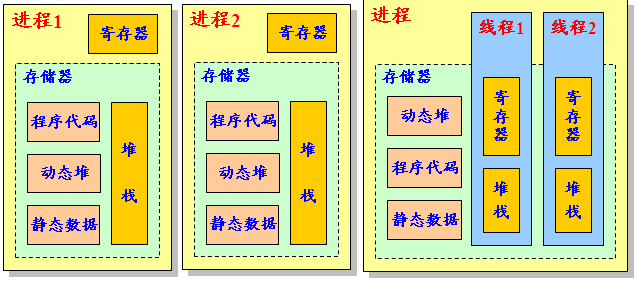 进程1
寄存器
存储器
程序代码
动态堆
静态数据
堆
栈
进程2
寄存器
存储器
程序代码
动态堆
静态数据
堆
栈
进程
线程1
线程2
存储器
动态堆
程序代码
静态数据
寄
存
器
堆
栈
寄
存
器
堆
栈